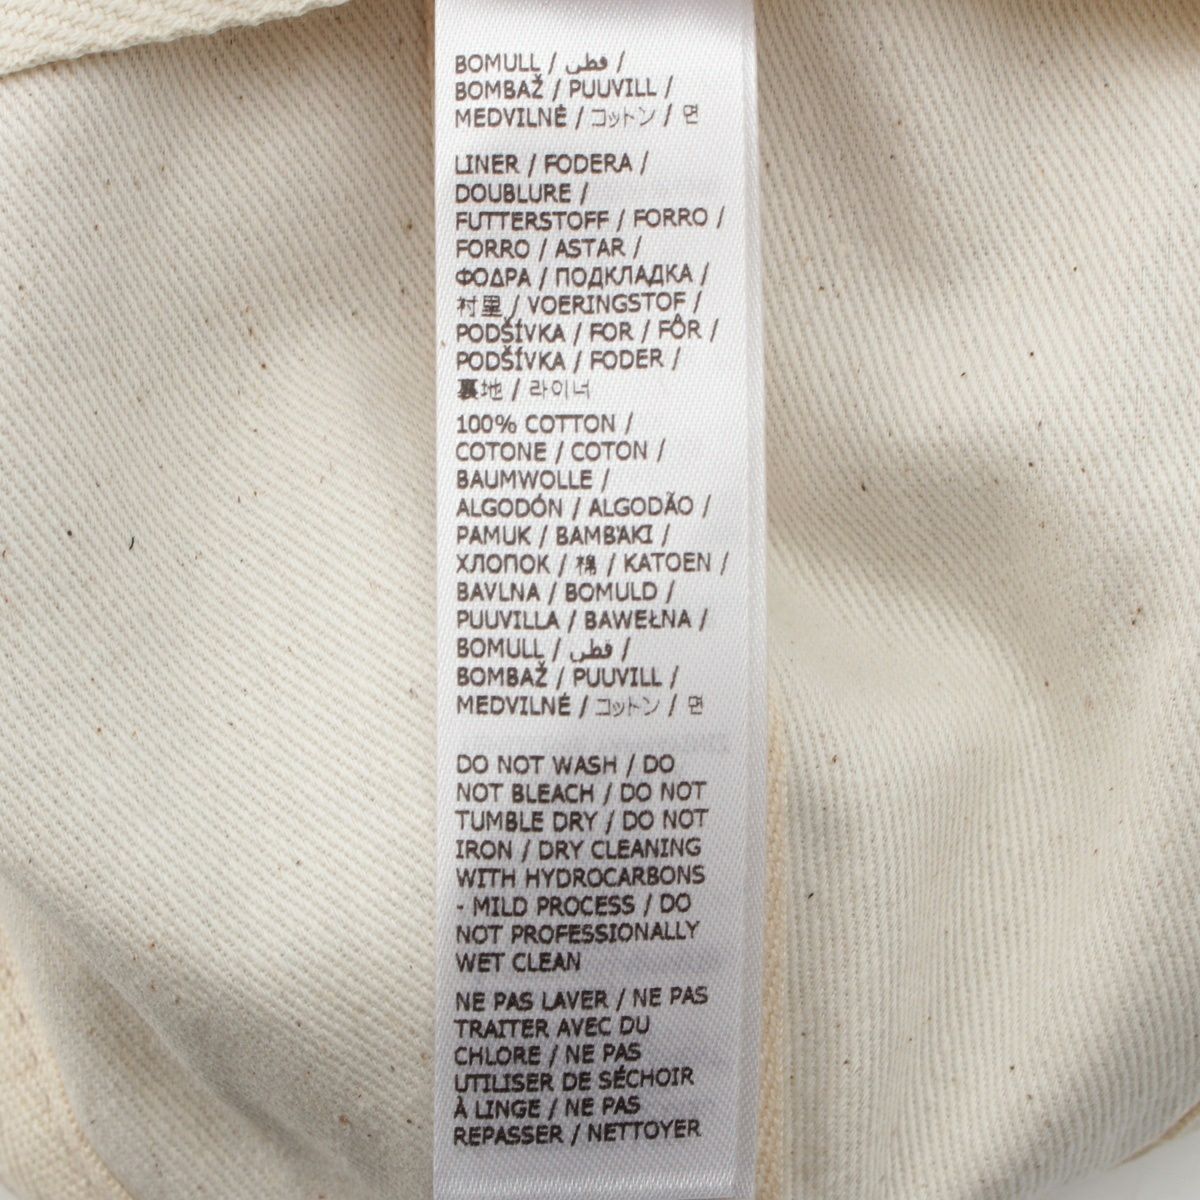 BOMULL / قطن /
BOMBAŽ / PUUVILL /
MEDVILNĖ / コットン / 면
LINER / FODERA /
DOUBLURE /
FUTTERSTOFF / FORRO /
FORRO / ASTAR /
ΦΟΔΡΑ / ПОДКЛАДКА /
衬里 / VOERINGSTOF /
PODŠÍVKA / FOR / FÔR /
PODŠÍVKA / FODER /
裏地 / 라이너
100% COTTON /
COTONE / COTON /
BAUMWOLLE /
ALGODÓN / ALGODÃO /
PAMUK / BAMB'AKI /
ХЛОПОК / 棉 / KATOEN /
BAVLNA / BOMULD /
PUUVILLA / BAWEŁNA /
BOMULL / قطن /
BOMBAŽ / PUUVILL /
MEDVILNĖ / コットン / 면
DO NOT WASH / DO
NOT BLEACH / DO NOT
TUMBLE DRY / DO NOT
IRON / DRY CLEANING
WITH HYDROCARBONS
- MILD PROCESS / DO
NOT PROFESSIONALLY
WET CLEAN
NE PAS LAVER / NE PAS
TRAITER AVEC DU
CHLORE / NE PAS
UTILISER DE SÉCHOIR
À LINGE / NE PAS
REPASSER / NETTOYER